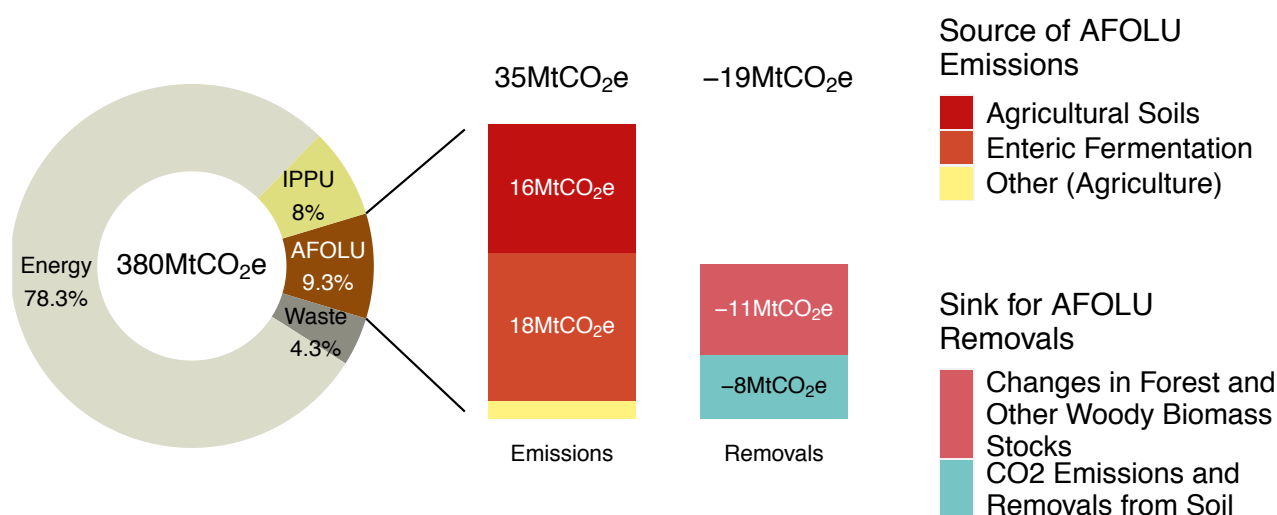 Energy
78.3%
380MtCO₂e
IPPU
8%
AFOLU
9.3%
Waste
4.3%
35MtCO₂e
16MtCO₂e
18MtCO₂e
Emissions
−19MtCO₂e
−11MtCO₂e
−8MtCO₂e
Removals
Source of AFOLU
Emissions
Agricultural Soils
Enteric Fermentation
Other (Agriculture)
Sink for AFOLU
Removals
Changes in Forest and
Other Woody Biomass
Stocks
CO2 Emissions and
Removals from Soil